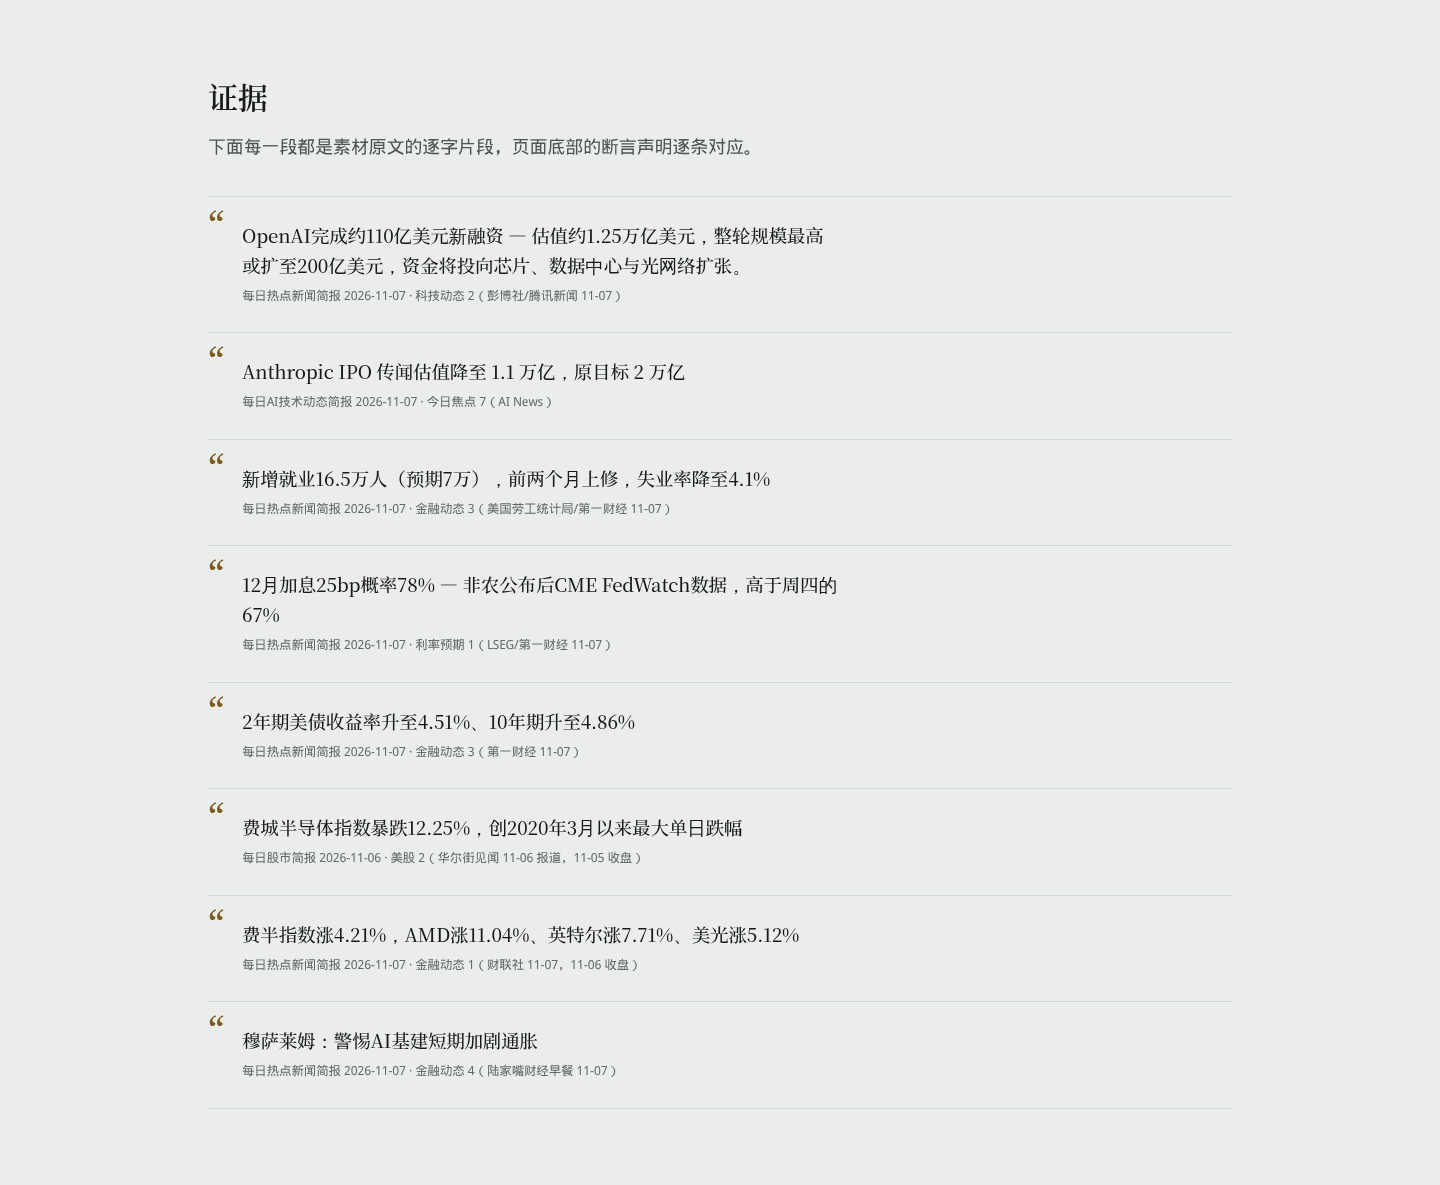 证据
下面每一段都是素材原文的逐字片段，页面底部的断言声明逐条对应。
“
OpenAI完成约110亿美元新融资 — 估值约1.25万亿美元，整轮规模最高
或扩至200亿美元，资金将投向芯片、数据中心与光网络扩张。
每日热点新闻简报 2026-11-07 · 科技动态 2（彭博社/腾讯新闻 11-07）
“
Anthropic IPO 传闻估值降至 1.1 万亿，原目标 2 万亿
每日AI技术动态简报 2026-11-07 · 今日焦点 7（AI News）
“
新增就业16.5万人（预期7万），前两个月上修，失业率降至4.1%
每日热点新闻简报 2026-11-07 · 金融动态 3（美国劳工统计局/第一财经 11-07）
“
12月加息25bp概率78% — 非农公布后CME FedWatch数据，高于周四的
67%
每日热点新闻简报 2026-11-07 · 利率预期 1（LSEG/第一财经 11-07）
“
2年期美债收益率升至4.51%、10年期升至4.86%
每日热点新闻简报 2026-11-07 · 金融动态 3（第一财经 11-07）
“
费城半导体指数暴跌12.25%，创2020年3月以来最大单日跌幅
每日股市简报 2026-11-06 · 美股 2（华尔街见闻 11-06 报道，11-05 收盘）
“
费半指数涨4.21%，AMD涨11.04%、英特尔涨7.71%、美光涨5.12%
每日热点新闻简报 2026-11-07 · 金融动态 1（财联社 11-07，11-06 收盘）
“
穆萨莱姆：警惕AI基建短期加剧通胀
每日热点新闻简报 2026-11-07 · 金融动态 4（陆家嘴财经早餐 11-07）